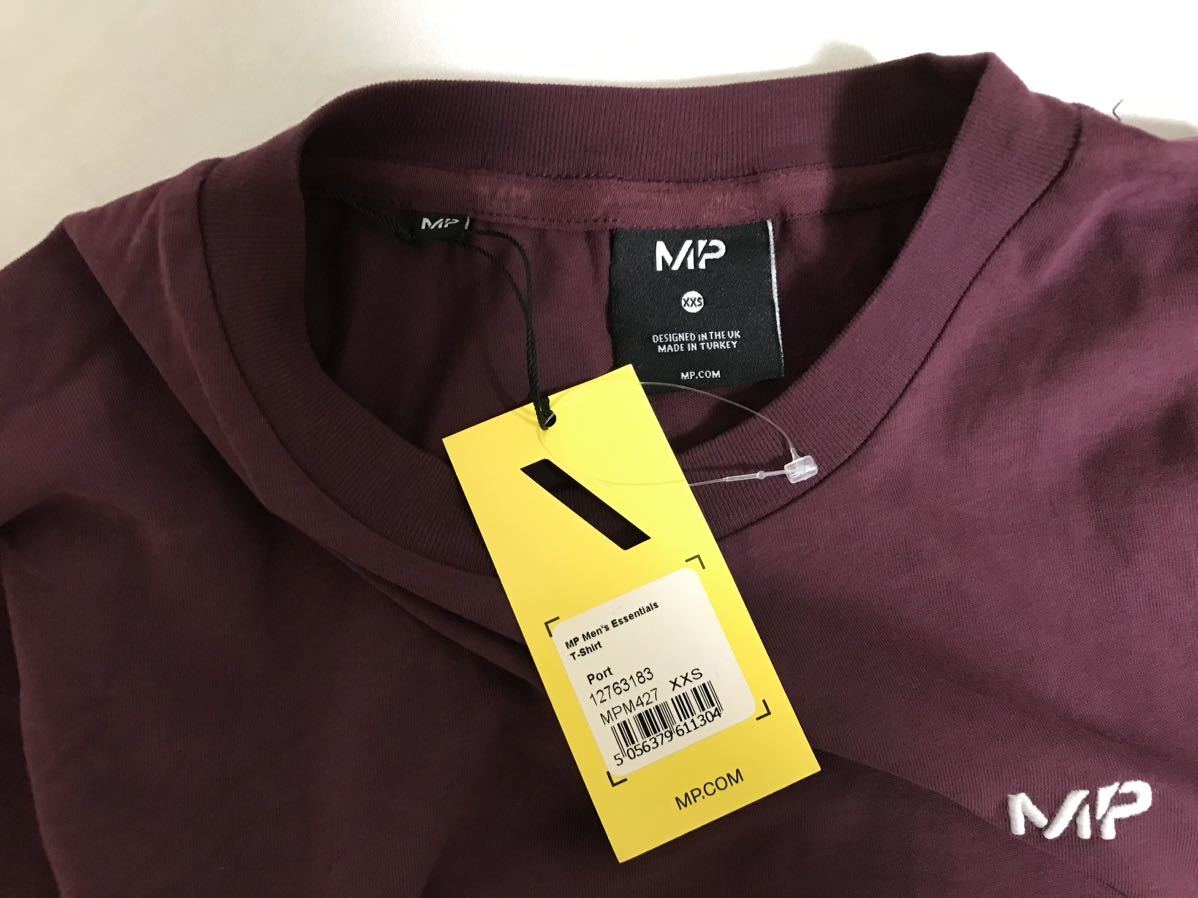 MP
MP
XXS
DESIGNED IN THE UK
MADE IN TURKEY
MP.COM
MP Men's Essentials
T-Shirt
Port
12763183
MPM427 XXS
5 056379 611304
MP.COM
MP